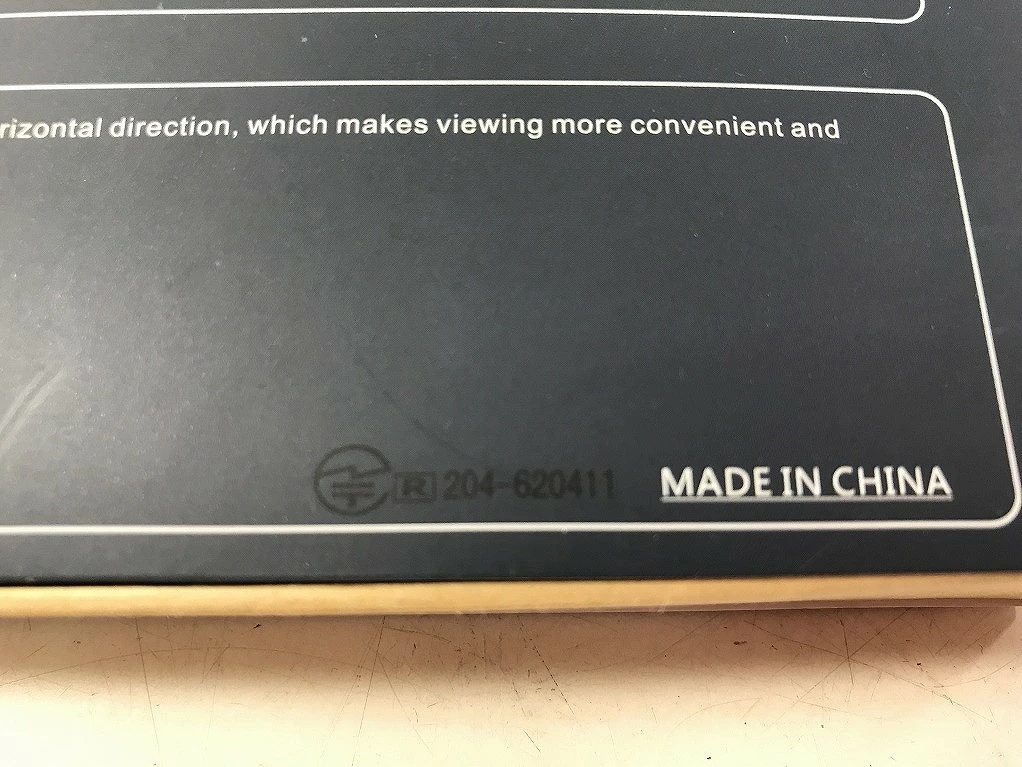 rizontal direction, which makes viewing more convenient and
R 204-620411
MADE IN CHINA